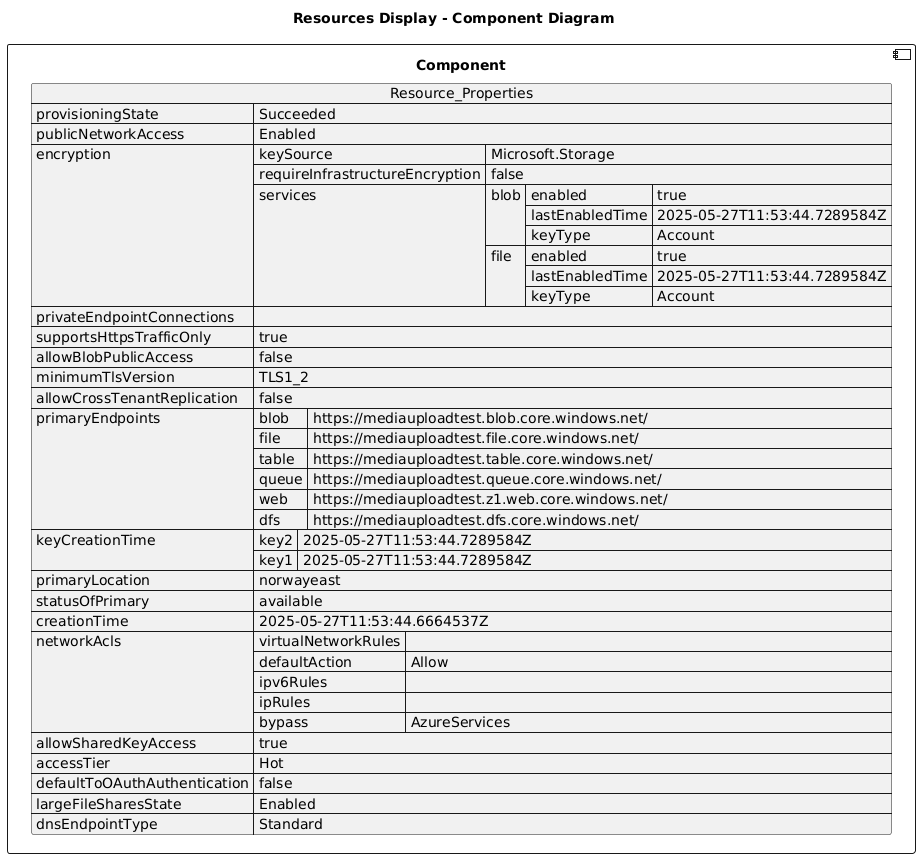 Resources Display - Component Diagram
Component
Resource_Properties
provisioningState Succeeded
publicNetworkAccess Enabled
encryption keySource Microsoft.Storage
requireInfrastructureEncryption false
services blob enabled true
lastEnabledTime 2025-05-27T11:53:44.7289584Z
keyType Account
file enabled true
lastEnabledTime 2025-05-27T11:53:44.7289584Z
keyType Account
privateEndpointConnections
supportsHttpsTrafficOnly true
allowBlobPublicAccess false
minimumTlsVersion TLS1_2
allowCrossTenantReplication false
primaryEndpoints blob https://mediauploadtest.blob.core.windows.net/
file https://mediauploadtest.file.core.windows.net/
table https://mediauploadtest.table.core.windows.net/
queue https://mediauploadtest.queue.core.windows.net/
web https://mediauploadtest.z1.web.core.windows.net/
dfs https://mediauploadtest.dfs.core.windows.net/
keyCreationTime key2 2025-05-27T11:53:44.7289584Z
key1 2025-05-27T11:53:44.7289584Z
primaryLocation norwayeast
statusOfPrimary available
creationTime 2025-05-27T11:53:44.6664537Z
networkAcls virtualNetworkRules
defaultAction Allow
ipv6Rules
ipRules
bypass AzureServices
allowSharedKeyAccess true
accessTier Hot
defaultToOAuthAuthentication false
largeFileSharesState Enabled
dnsEndpointType Standard